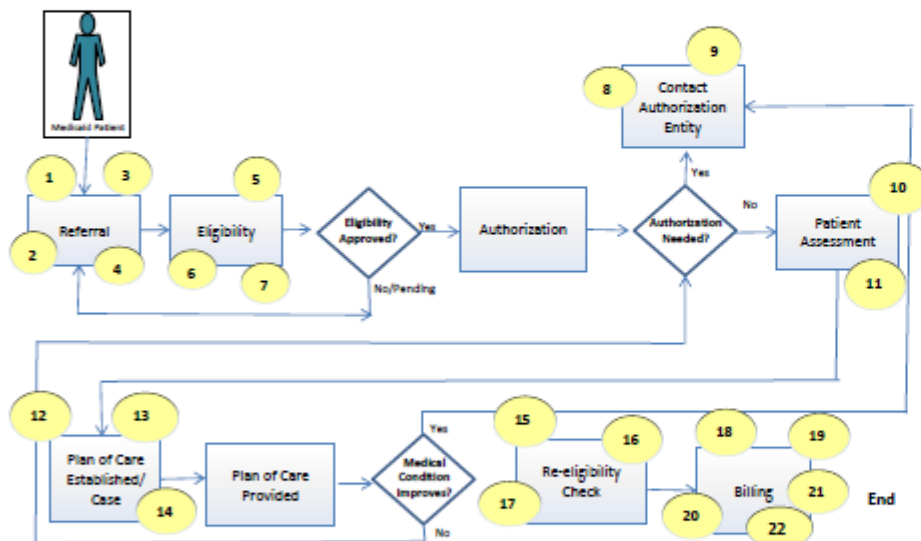 9
8
Contact
Authorization
Entity
Medicaid Patient
1
3
5
Yes
10
Referral
Eligibility
Eligibility
Approved?
Yes
Authorization
Authorization
Needed?
No
Patient
Assessment
2
4
6
7
No/Pending
11
12
13
15
Yes
16
18
19
Plan of Care
Established/
Case
Plan of Care
Provided
Medical
Condition
Improves?
Re-eligibility
Check
Billing
21
End
14
17
20
22
No